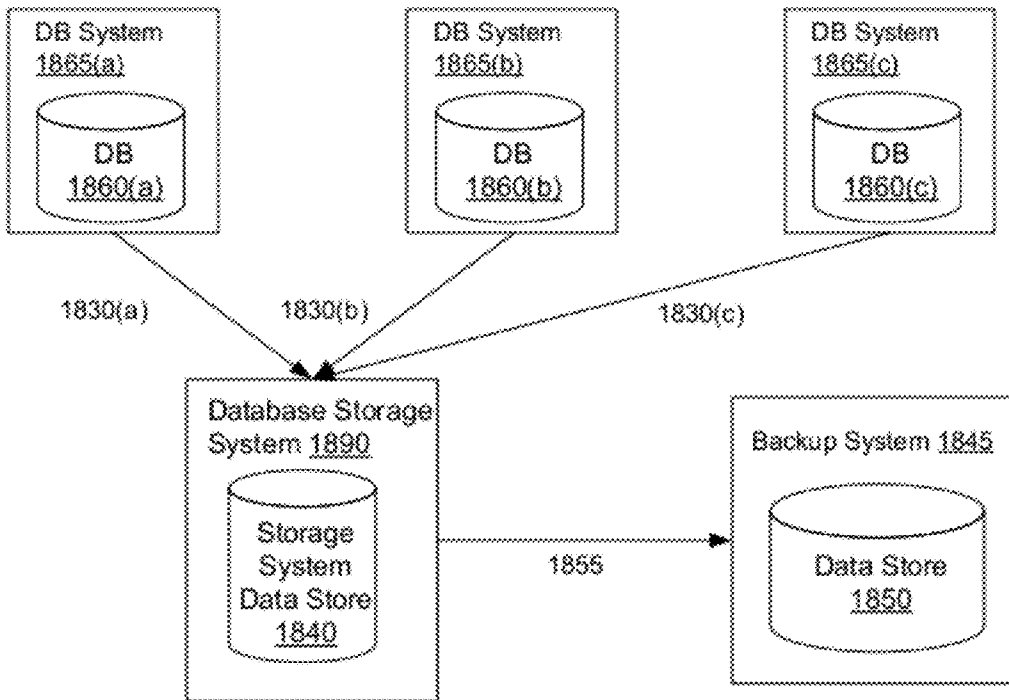 DB System
1865(a)
DB
1860(a)
DB System
1865(b)
DB
1860(b)
DB System
1865(c)
DB
1860(c)
1830(a)
1830(b)
1830(c)
Database Storage
System 1890
Storage
System
Data Store
1840
1855
Backup System 1845
Data Store
1850